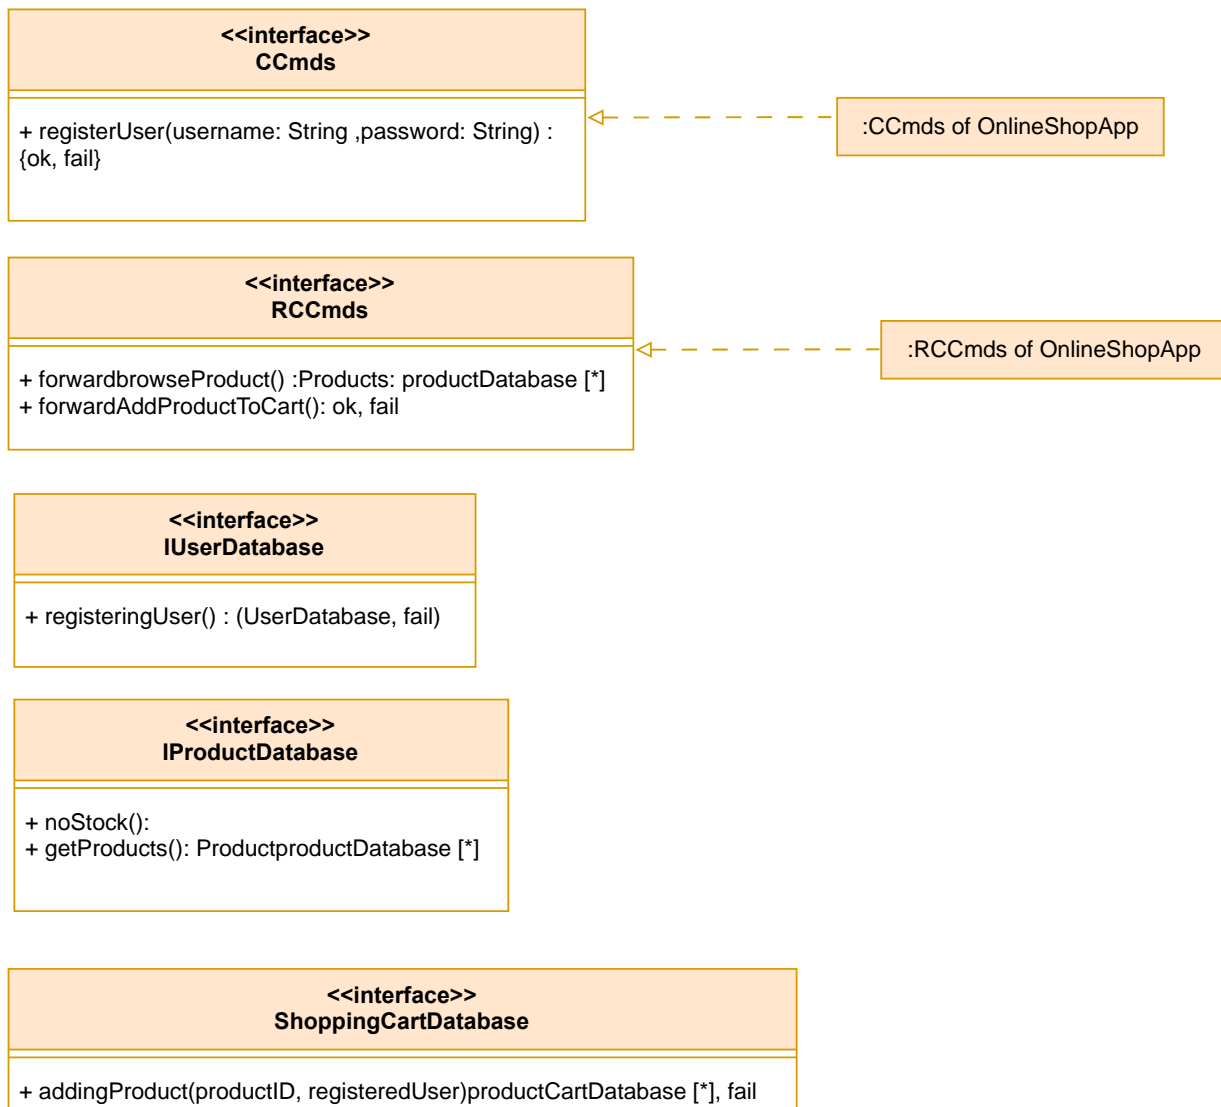 <<interface>>
CCmds
+ registerUser(username: String ,password: String) :
{ok, fail}
:CCmds of OnlineShopApp
<<interface>>
RCCmds
+ forwardbrowseProduct() :Products: productDatabase [*]
+ forwardAddProductToCart(): ok, fail
:RCCmds of OnlineShopApp
<<interface>>
IUserDatabase
+ registeringUser() : (UserDatabase, fail)
<<interface>>
IProductDatabase
+ noStock():
+ getProducts(): ProductproductDatabase [*]
<<interface>>
ShoppingCartDatabase
+ addingProduct(productID, registeredUser)productCartDatabase [*], fail